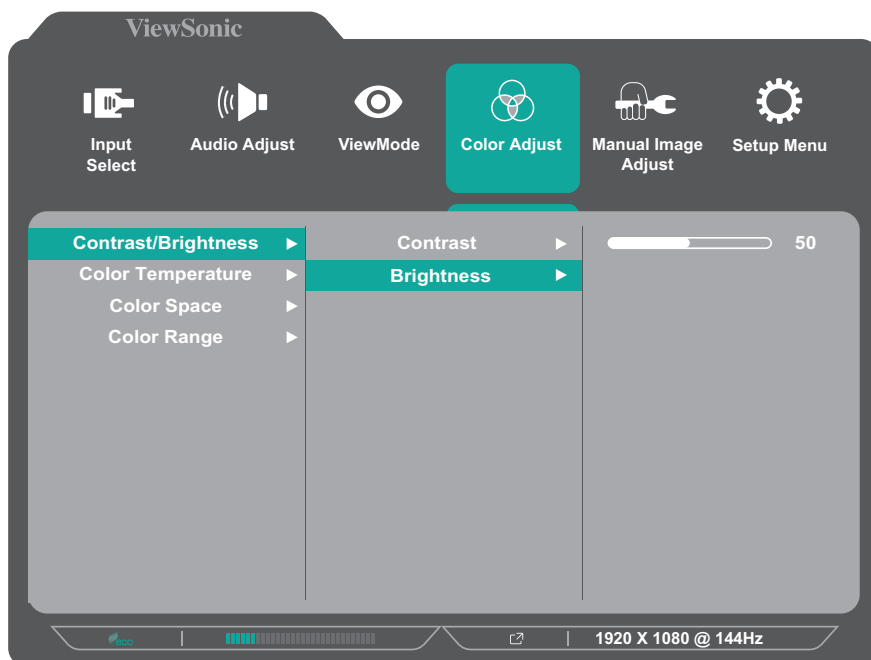 ViewSonic
Input
Select
Audio Adjust
ViewMode
Color Adjust
Manual Image
Adjust
Setup Menu
Contrast/Brightness
Contrast
50
Color Temperature
Brightness
Color Space
Color Range
eco
1920 X 1080 @ 144Hz